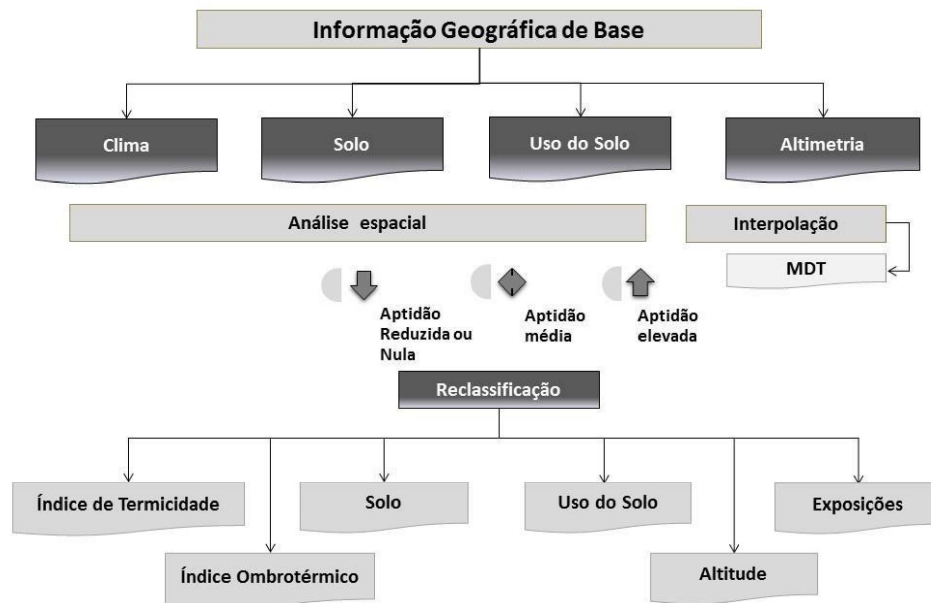 Informação Geográfica de Base
Clima
Solo
Uso do Solo
Altimetria
Análise espacial
Interpolação
MDT
Aptidão
Reduzida ou
Nula
Aptidão
média
Aptidão
elevada
Reclassificação
Índice de Termicidade
Solo
Uso do Solo
Exposições
Índice Ombrotérmico
Altitude